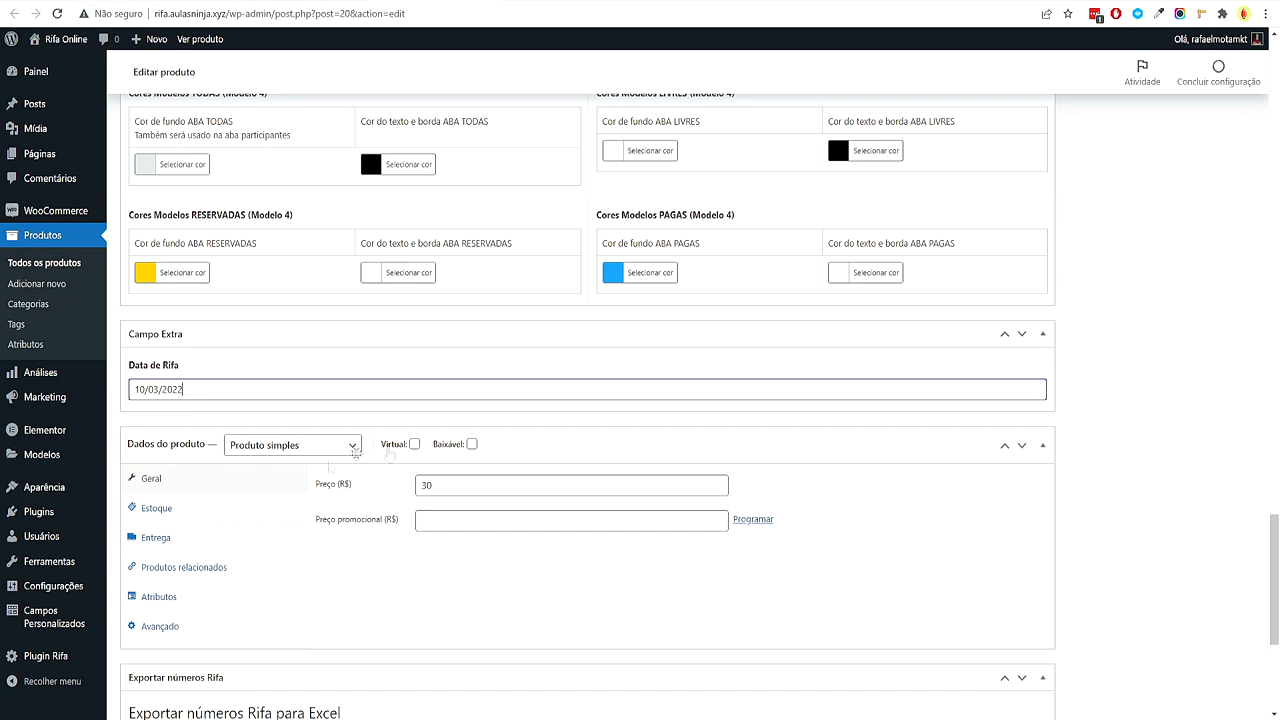 Não seguro
rifa.aulasninja.xyz/wp-admin/post.php?post=20&action=edit
1
Rifa Online
0
Novo
Ver produto
Olá, rafaelmotamkt
Painel
Posts
Mídia
Páginas
Comentários
WooCommerce
Produtos
Todos os produtos
Adicionar novo
Categorias
Tags
Atributos
Análises
Marketing
Elementor
Modelos
Aparência
Plugins
Usuários
Ferramentas
Configurações
Campos
Personalizados
Plugin Rifa
Recolher menu
Editar produto
Atividade
Concluir configuração
Cores Modelos TODAS (Modelo 4)
Cores Modelos LIVRES (Modelo 4)
Cor de fundo ABA TODAS
Também será usado na aba participantes
Cor do texto e borda ABA TODAS
Cor de fundo ABA LIVRES
Cor do texto e borda ABA LIVRES
Selecionar cor
Selecionar cor
Selecionar cor
Selecionar cor
Cores Modelos RESERVADAS (Modelo 4)
Cores Modelos PAGAS (Modelo 4)
Cor de fundo ABA RESERVADAS
Cor do texto e borda ABA RESERVADAS
Cor de fundo ABA PAGAS
Cor do texto e borda ABA PAGAS
Selecionar cor
Selecionar cor
Selecionar cor
Selecionar cor
Campo Extra
Data de Rifa
10/03/2022
Dados do produto —
Produto simples
Virtual:
Baixável:
Geral
Estoque
Entrega
Produtos relacionados
Atributos
Avançado
Preço (R$)
30
Preço promocional (R$)
Programar
Exportar números Rifa
Exportar números Rifa para Excel